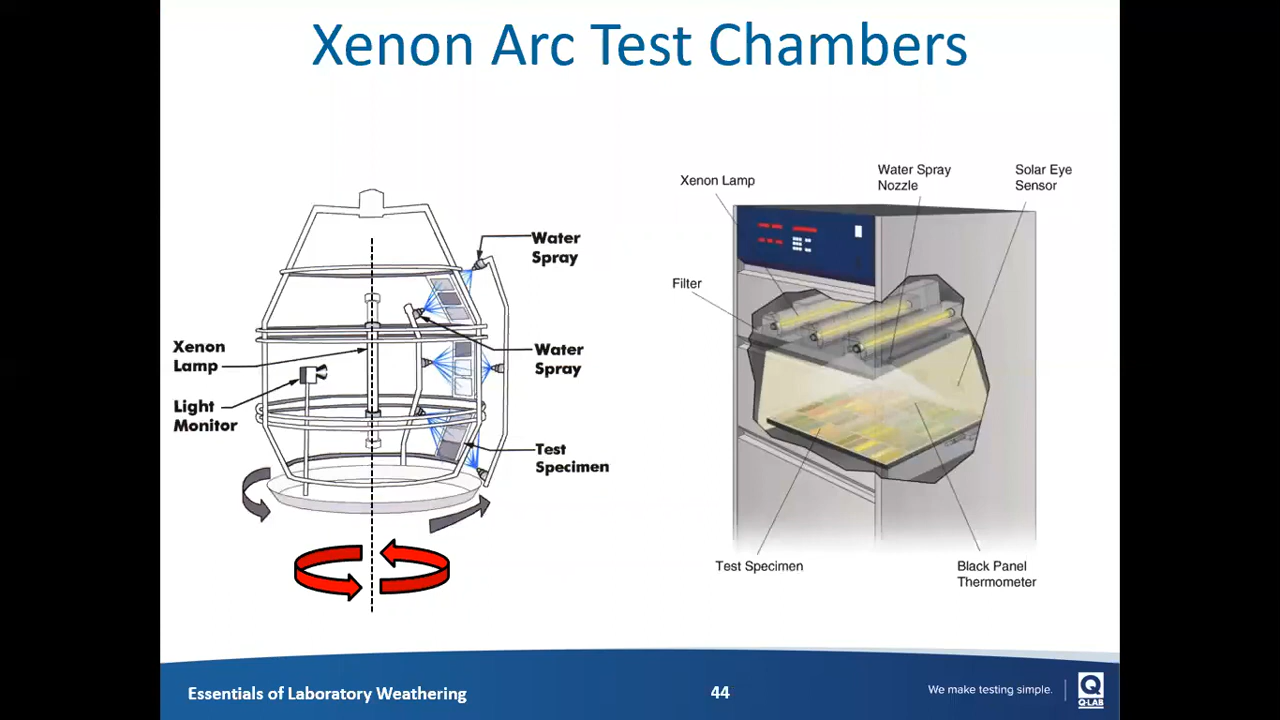 Xenon Arc Test Chambers
Water
Spray
Water
Spray
Xenon
Lamp
Light
Monitor
Test
Specimen
Xenon Lamp
Water Spray
Nozzle
Solar Eye
Sensor
Filter
Test Specimen
Black Panel
Thermometer
Essentials of Laboratory Weathering
44
We make testing simple.
Q
Q-LAB